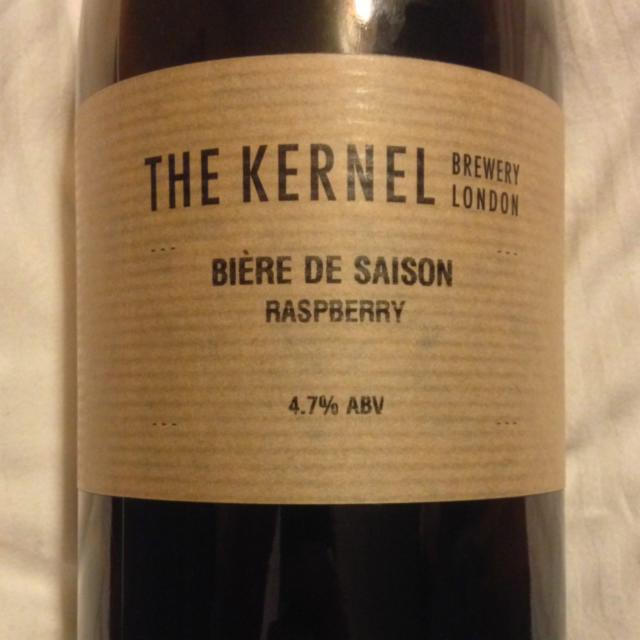 THE KERNEL BREWERY LONDON
BIÈRE DE SAISON
RASPBERRY
4.7% ABV